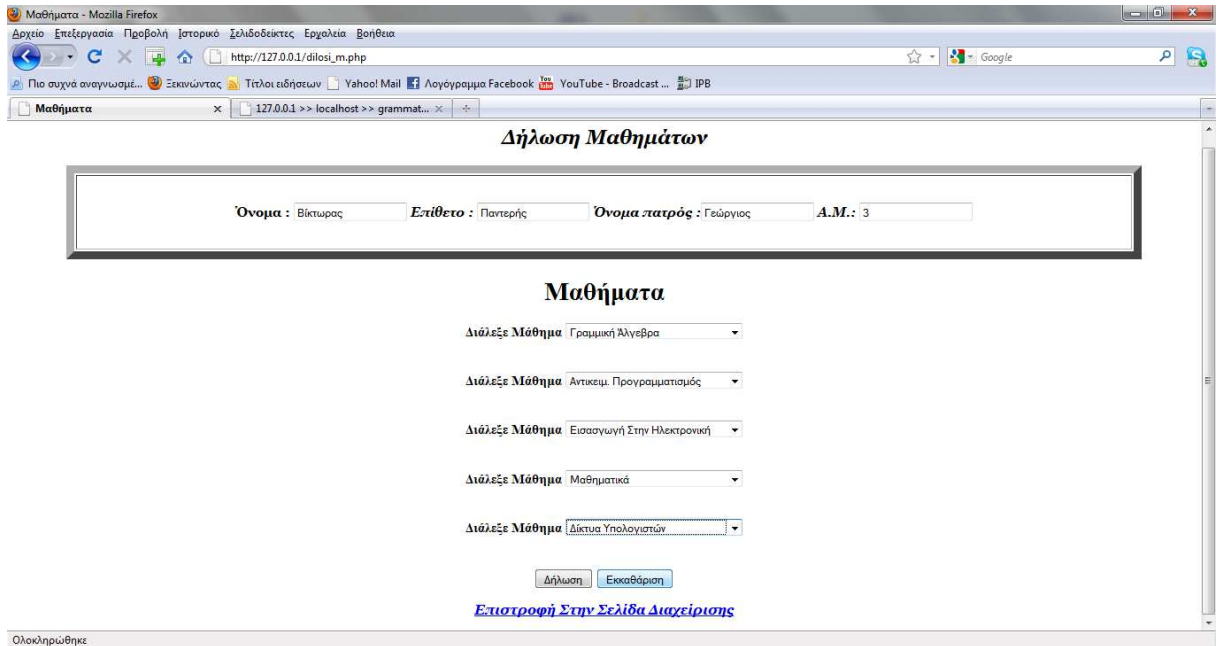 Μαθήματα - Mozilla Firefox
Αρχείο Επεξεργασία Προβολή Ιστορικό Σελιδοδείκτες Εργαλεία Βοήθεια
http://127.0.0.1/dilosi_m.php Google
Πιο συχνά αναγνωσμέ... Ξεκινώντας Τίτλοι ειδήσεων Yahoo! Mail Λογόγραμμα Facebook YouTube - Broadcast ... IPB
Μαθήματα 127.0.0.1 >> localhost >> grammat...
Δήλωση Μαθημάτων
Όνομα : Βίκτωρας Επίθετο : Παντερής Όνομα πατρός : Γεώργιος Α.Μ.: 3
Μαθήματα
Διάλεξε Μάθημα Γραμμική Άλγεβρα
Διάλεξε Μάθημα Αντικειμ. Προγραμματισμός
Διάλεξε Μάθημα Εισαγωγή Στην Ηλεκτρονική
Διάλεξε Μάθημα Μαθηματικά
Διάλεξε Μάθημα Δίκτυα Υπολογιστών
Δήλωση Εκκαθάριση
Επιστροφή Στην Σελίδα Διαχείρισης
Ολοκληρώθηκε